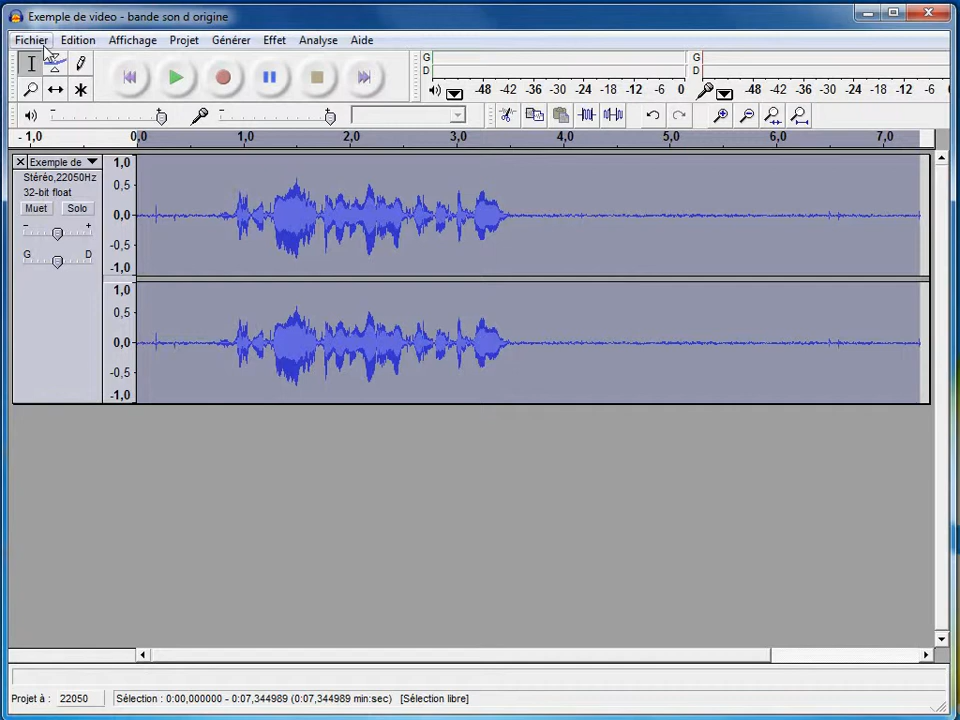 Exemple de video - bande son d origine
Fichier Edition Affichage Projet Générer Effet Analyse Aide
G D -48 -42 -36 -30 -24 -18 -12 -6 0
G D -48 -42 -36 -30 -24 -18 -12 -6
-1,0 0,0 1,0 2,0 3,0 4,0 5,0 6,0 7,0
Exemple de
Stéréo,22050Hz
32-bit float
Muet Solo
- +
G D
1,0
0,5
0,0
-0,5
-1,0
1,0
0,5
0,0
-0,5
-1,0
Projet à : 22050 Sélection : 0:00,000000 - 0:07,344989 (0:07,344989 min:sec) [Sélection libre]